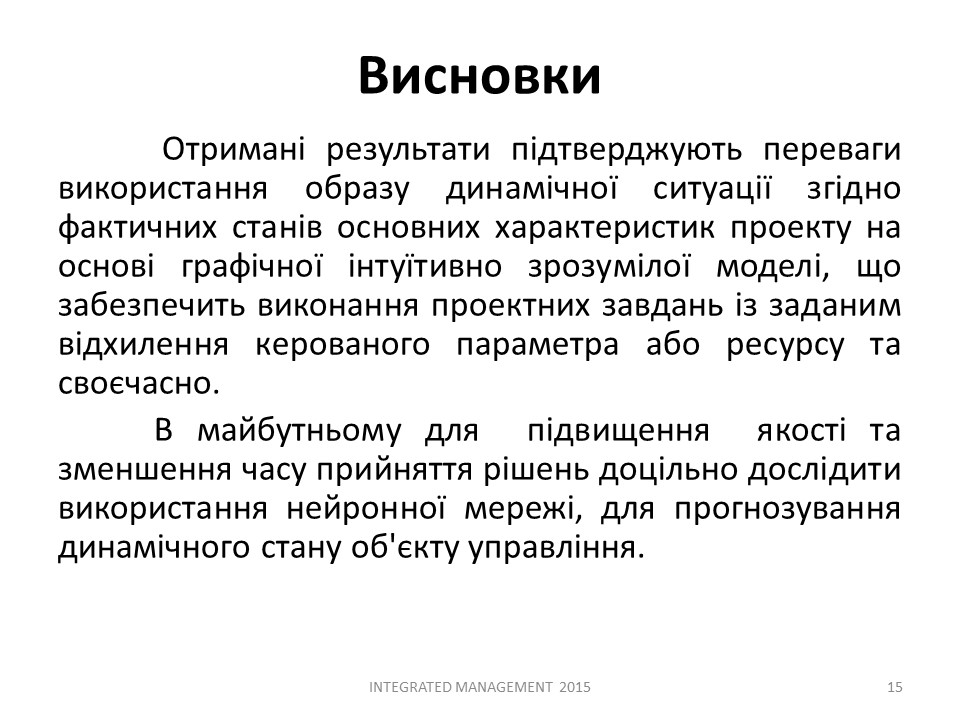 Висновки
Отримані результати підтверджують переваги
використання образу динамічної ситуації згідно
фактичних станів основних характеристик проекту на
основі графічної інтуїтивно зрозумілої моделі, що
забезпечить виконання проектних завдань із заданим
відхилення керованого параметра або ресурсу та
своєчасно.
В майбутньому для підвищення якості та
зменшення часу прийняття рішень доцільно дослідити
використання нейронної мережі, для прогнозування
динамічного стану об'єкту управління.
INTEGRATED MANAGEMENT 2015
15